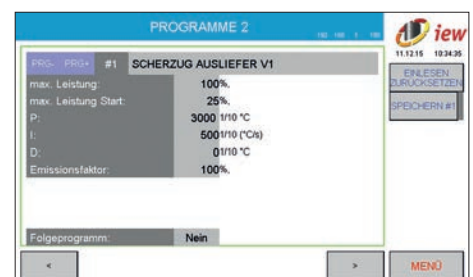 PROGRAMME 2
iew
11.12.15 10:34:35
PRG- PRG+ #1 SCHERZUG AUSLIEFER V1
EINLESEN
ZURÜCKSETZEN
max. Leistung: 100 %.
max. Leistung Start: 25 %.
SPEICHERN #1
P: 3000 1/10 °C
I: 500 1/10 (°C/s)
D: 0 1/10 °C
Emissionsfaktor: 100 %.
Folgeprogramm: Nein
< > MENÜ